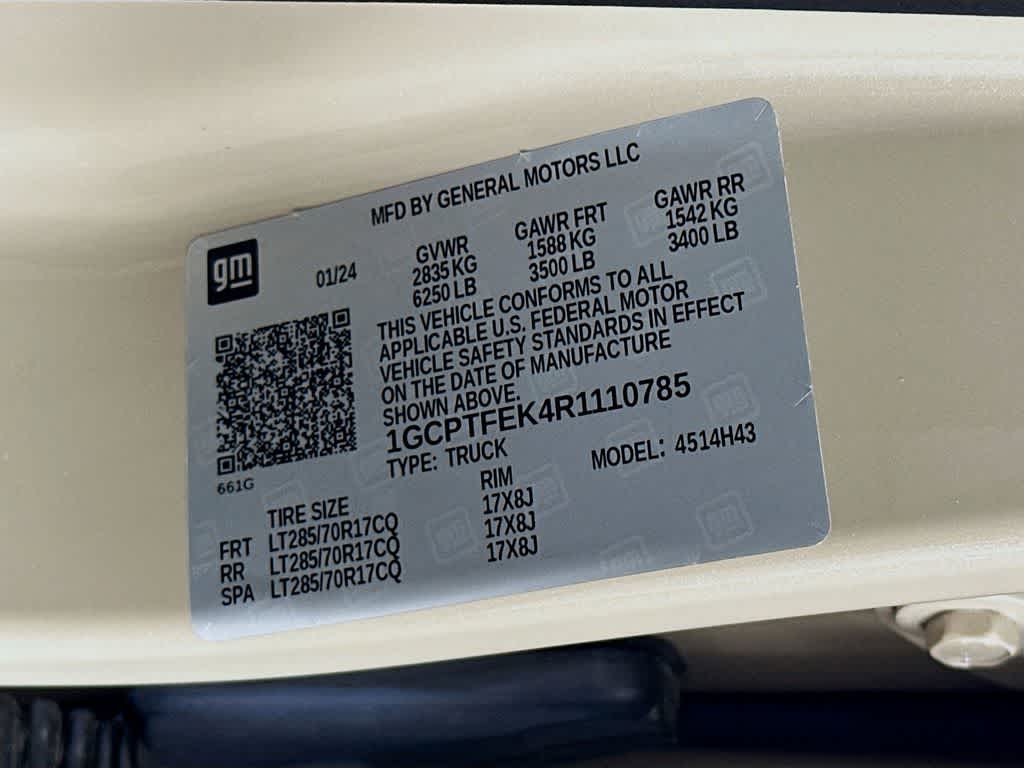 MFD BY GENERAL MOTORS LLC
gm
01/24
GVWR GAWR FRT GAWR RR
2835 KG 1588 KG 1542 KG
6250 LB 3500 LB 3400 LB
THIS VEHICLE CONFORMS TO ALL
APPLICABLE U.S. FEDERAL MOTOR
VEHICLE SAFETY STANDARDS IN EFFECT
ON THE DATE OF MANUFACTURE
SHOWN ABOVE.
1GCPTFEK4R1110785
TYPE: TRUCK MODEL: 4514H43
661G
TIRE SIZE RIM
FRT LT285/70R17CQ 17X8J
RR LT285/70R17CQ 17X8J
SPA LT285/70R17CQ 17X8J